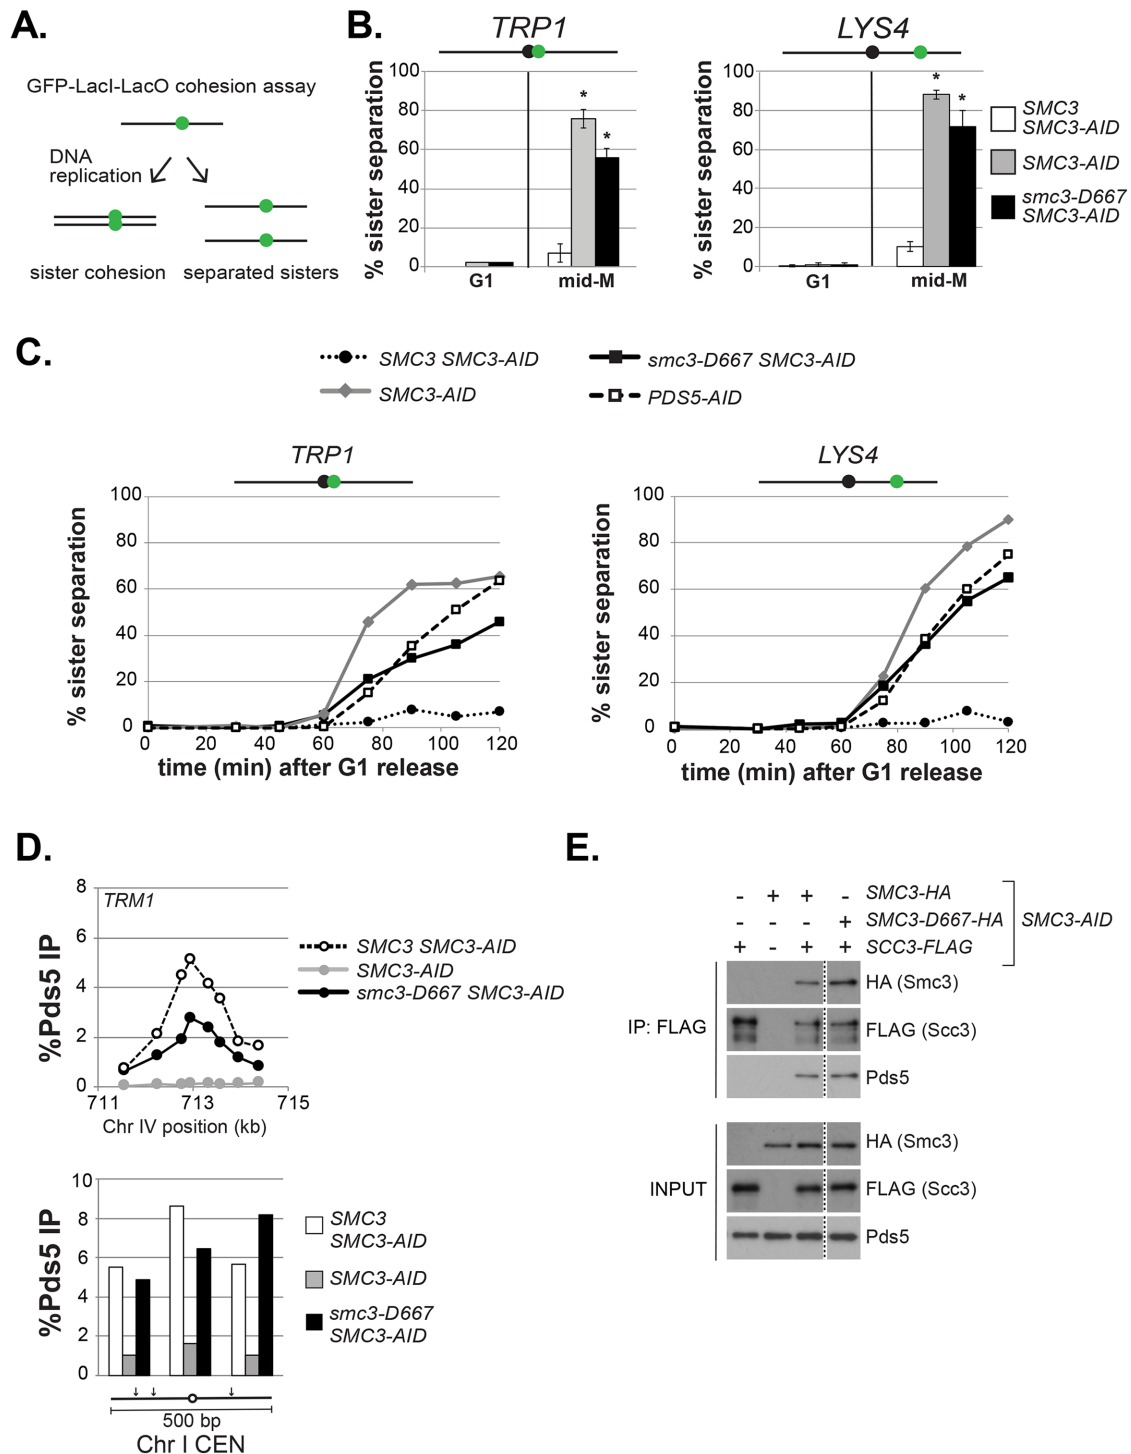 A.
GFP-LacI-LacO cohesion assay
DNA
replication
sister cohesion
separated sisters
B.
TRP1
% sister separation
100
80
60
40
20
0
G1
mid-M
*
*
LYS4
% sister separation
100
80
60
40
20
0
G1
mid-M
*
*
SMC3
SMC3-AID
SMC3-AID
smc3-D667
SMC3-AID
C.
SMC3 SMC3-AID
SMC3-AID
smc3-D667 SMC3-AID
PDS5-AID
TRP1
% sister separation
100
80
60
40
20
0
0 20 40 60 80 100 120
time (min) after G1 release
LYS4
% sister separation
100
80
60
40
20
0
0 20 40 60 80 100 120
time (min) after G1 release
D.
TRM1
%Pds5 IP
8
6
4
2
0
711 713 715
Chr IV position (kb)
SMC3 SMC3-AID
SMC3-AID
smc3-D667 SMC3-AID
%Pds5 IP
10
8
6
4
2
0
500 bp
Chr I CEN
SMC3
SMC3-AID
SMC3-AID
smc3-D667
SMC3-AID
E.
- + + - SMC3-HA
- - - + SMC3-D667-HA
+ - + + SCC3-FLAG
SMC3-AID
IP: FLAG
HA (Smc3)
FLAG (Scc3)
Pds5
INPUT
HA (Smc3)
FLAG (Scc3)
Pds5